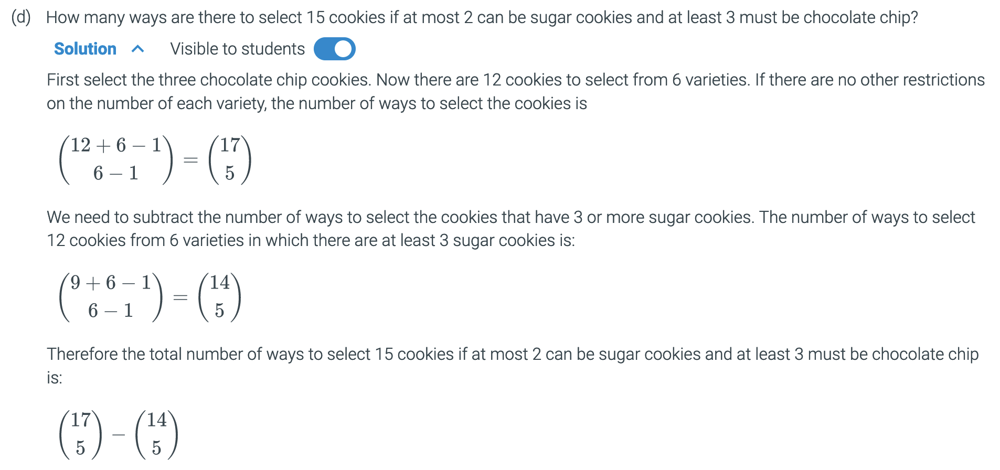 (d) How many ways are there to select 15 cookies if at most 2 can be sugar cookies and at least 3 must be chocolate chip?
Solution Visible to students
First select the three chocolate chip cookies. Now there are 12 cookies to select from 6 varieties. If there are no other restrictions
on the number of each variety, the number of ways to select the cookies is
(12 + 6 − 1
6 − 1) = (17
5)
We need to subtract the number of ways to select the cookies that have 3 or more sugar cookies. The number of ways to select
12 cookies from 6 varieties in which there are at least 3 sugar cookies is:
(9 + 6 − 1
6 − 1) = (14
5)
Therefore the total number of ways to select 15 cookies if at most 2 can be sugar cookies and at least 3 must be chocolate chip
is:
(17
5) − (14
5)